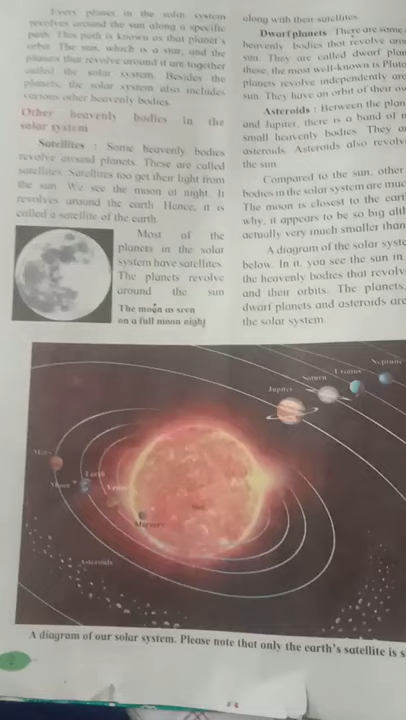 Every planet in the solar system
revolves around the sun along a specific
path. This path is known as that planet's
orbit. The sun, which is a star, and the
planets that revolve around it are together
called the solar system. Besides the
planets, the solar system also includes
various other heavenly bodies.
Other heavenly bodies in the
solar system
Satellites : Some heavenly bodies
revolve around planets. These are called
satellites. Satellites too get their light from
the sun. We see the moon at night. It
revolves around the earth. Hence, it is
called a satellite of the earth.
Most of the
planets in the solar
system have satellites.
The planets revolve
around the sun
The moon as seen
on a full moon night
along with their satellites.
Dwarf planets : There are some
heavenly bodies that revolve
sun. They are called dwarf
these, the most well-known is
planets revolve independently
sun. They have an orbit of their
Asteroids : Between the
and Jupiter, there is a band of
small heavenly bodies. They
asteroids. Asteroids also
the sun.
Compared to the sun, other
bodies in the solar system are
The moon is closest to the
why, it appears to be so big
actually very much smaller than
A diagram of the solar
below. In it, you see the sun in
the heavenly bodies that
and their orbits. The planets,
dwarf planets and asteroids are
the solar system.
Neptune
Uranus
Saturn
Jupiter
Mars
Earth
Moon
Venus
Sun
Mercury
Asteroids
A diagram of our solar system. Please note that only the earth's satellite is